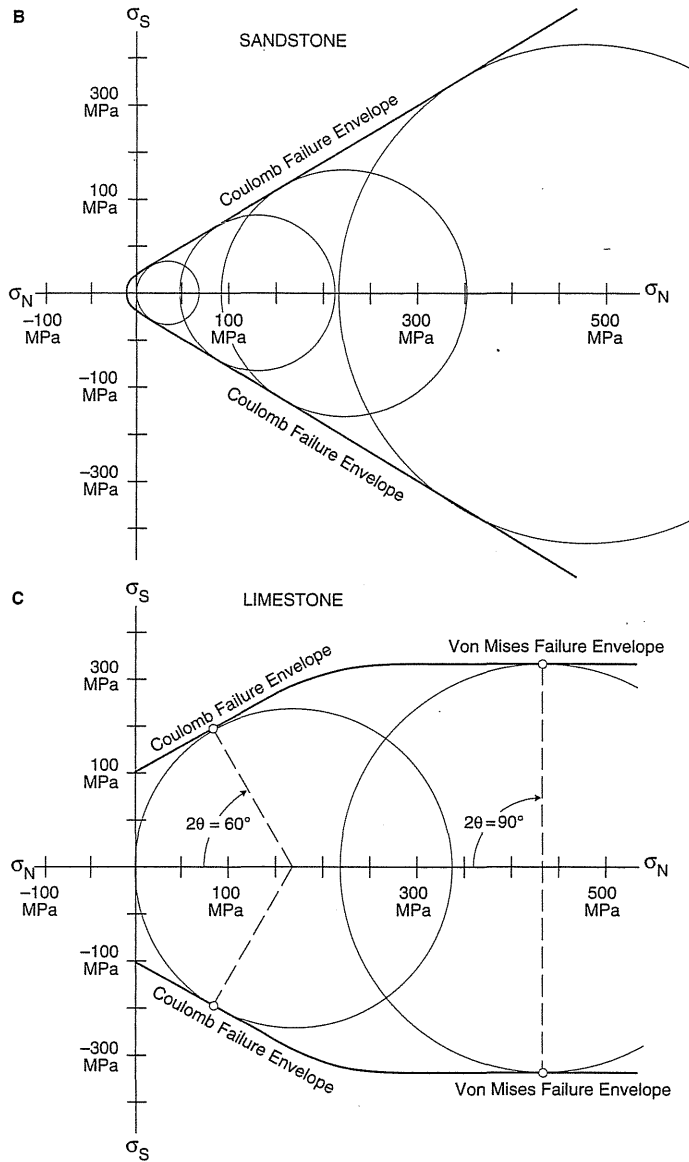 B
σS
SANDSTONE
300
MPa
Coulomb Failure Envelope
100
MPa
σN
σN
–100
MPa
100
MPa
300
MPa
500
MPa
–100
MPa
Coulomb Failure Envelope
–300
MPa
C
σS
LIMESTONE
Von Mises Failure Envelope
300
MPa
Coulomb Failure Envelope
100
MPa
2θ = 60°
2θ = 90°
σN
σN
–100
MPa
100
MPa
300
MPa
500
MPa
–100
MPa
Coulomb Failure Envelope
–300
MPa
Von Mises Failure Envelope
σS